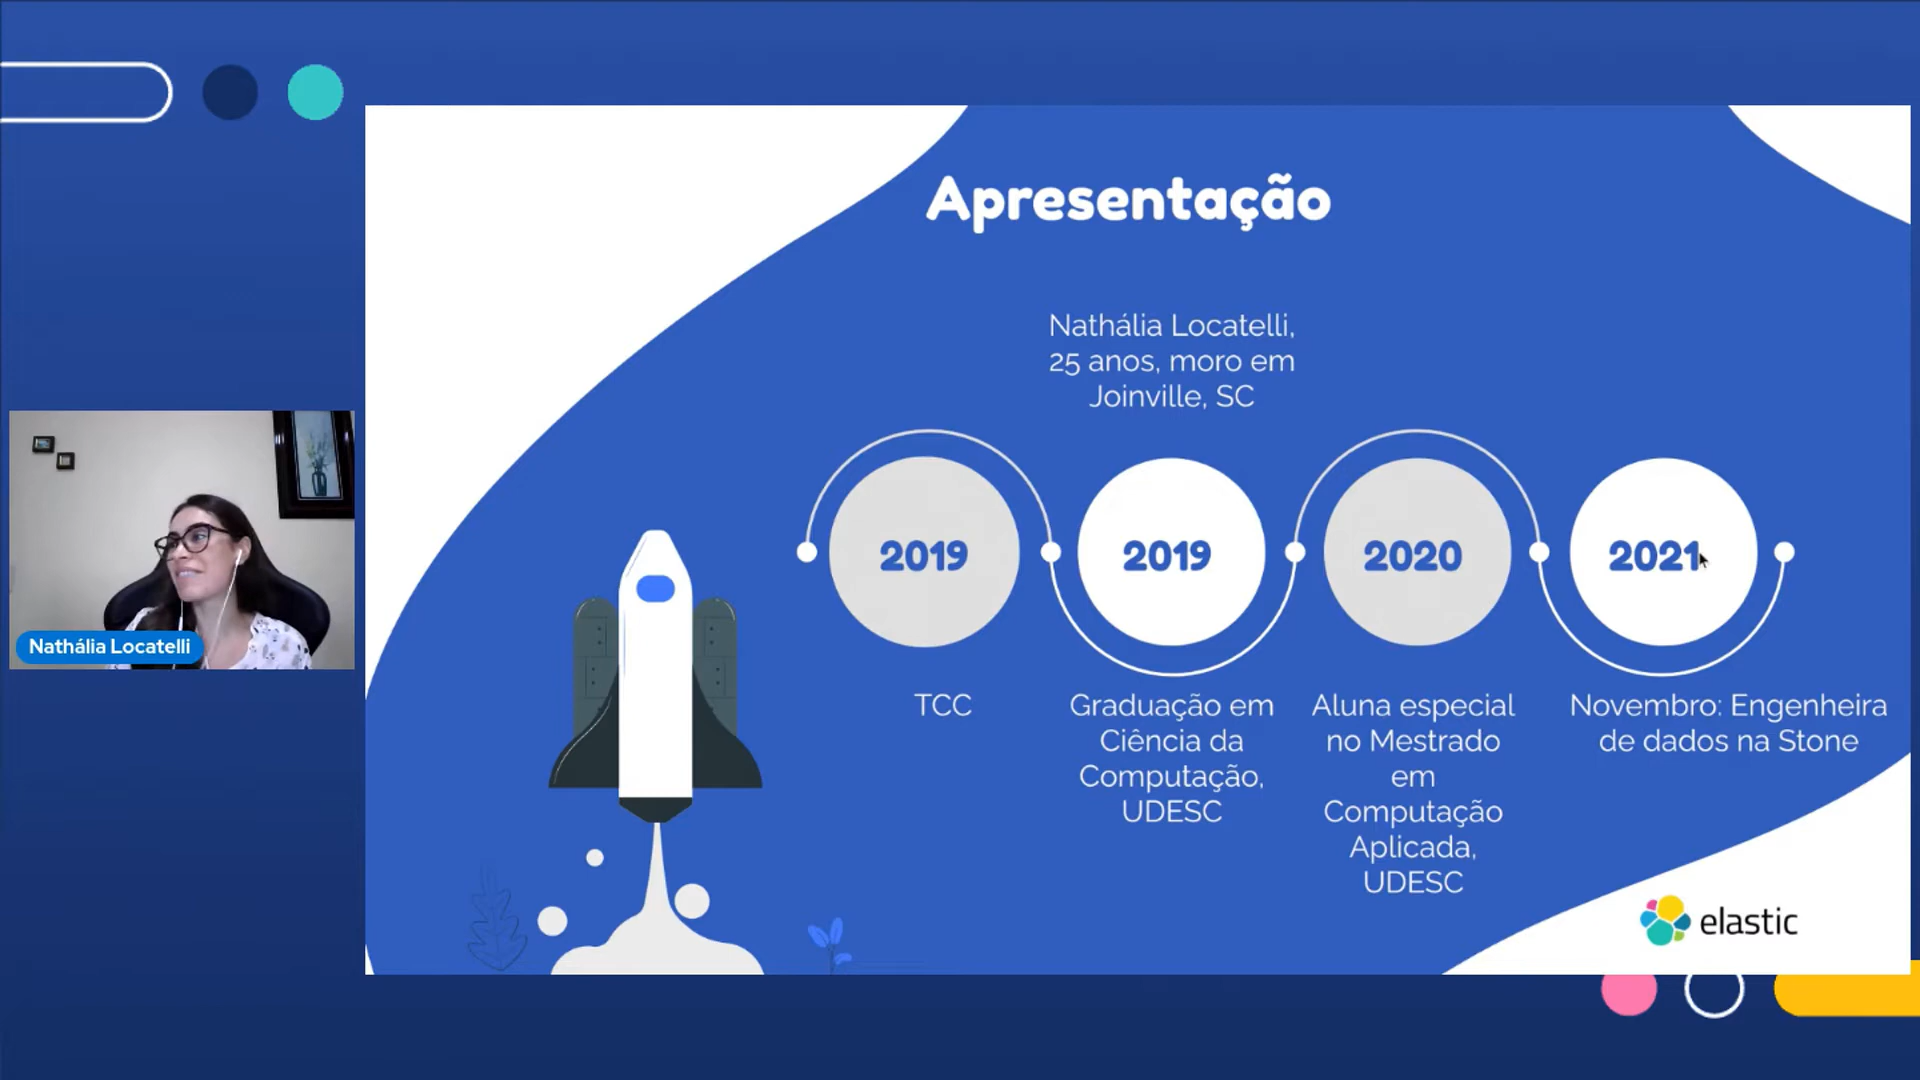 Apresentação
Nathália Locatelli,
25 anos, moro em
Joinville, SC
2019
2019
2020
2021
TCC
Graduação em
Ciência da
Computação,
UDESC
Aluna especial
no Mestrado
em
Computação
Aplicada,
UDESC
Novembro: Engenheira
de dados na Stone
Nathália Locatelli
elastic